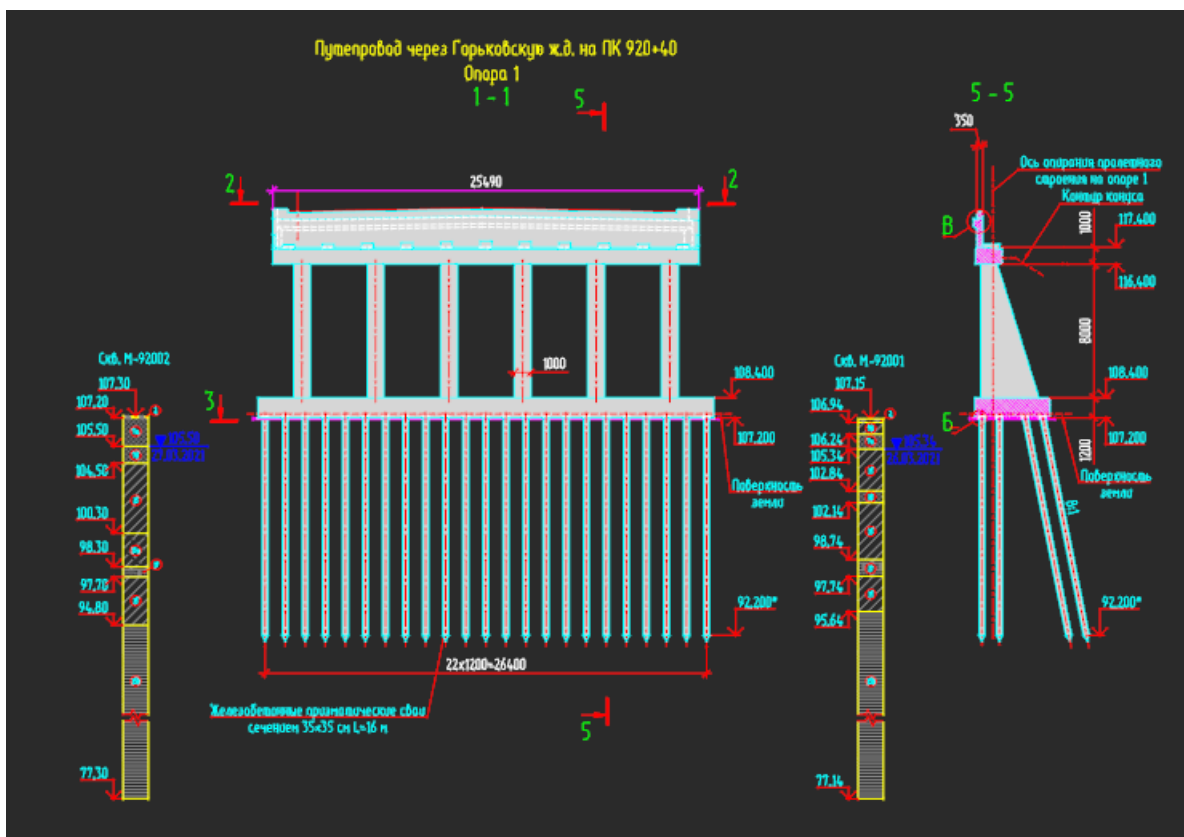 Путепровод через Горьковскую ж.д. на ПК 920+40
Опора 1
1 - 1
5
5 - 5
350
Ось опирания пролетного
строения на опоре 1
Контур конуса
2
25490
2
В
1000
117.400
116.400
8000
Скв. М-92002
107.30
107.20
105.50
104.50
100.30
98.30
97.70
94.80
77.30
3
1000
108.400
107.200
Поверхность
земли
92.200*
22х1200=26400
Железобетонные призматические сваи
сечением 35×35 см L=16 м
5
Скв. М-92001
107.15
106.94
106.24
105.34
102.84
102.14
98.74
97.74
95.64
77.14
108.400
Б
107.200
1200
Поверхность
земли
92.200*